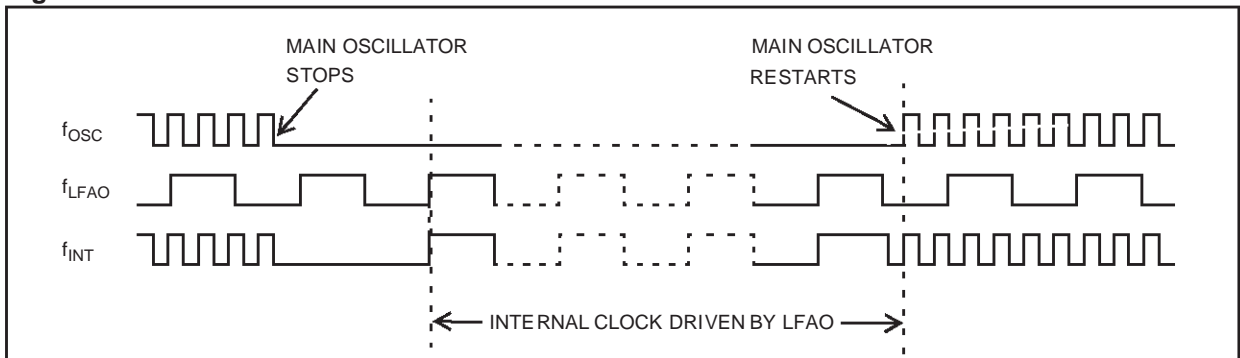 MAIN OSCILLATOR
STOPS
MAIN OSCILLATOR
RESTARTS
fOSC
fLFAO
fINT
INTERNAL CLOCK DRIVEN BY LFAO